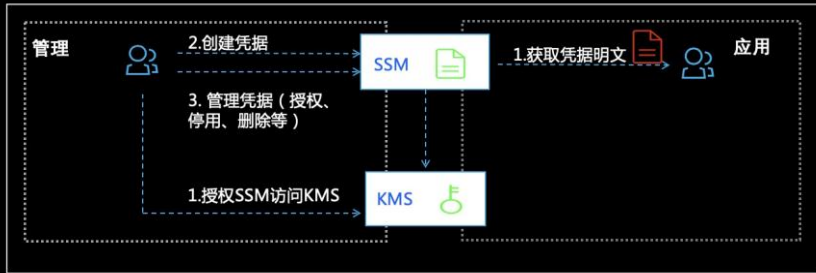 管理
2.创建凭据
SSM
1.获取凭据明文
应用
3. 管理凭据（授权、
停用、删除等）
1.授权SSM访问KMS
KMS